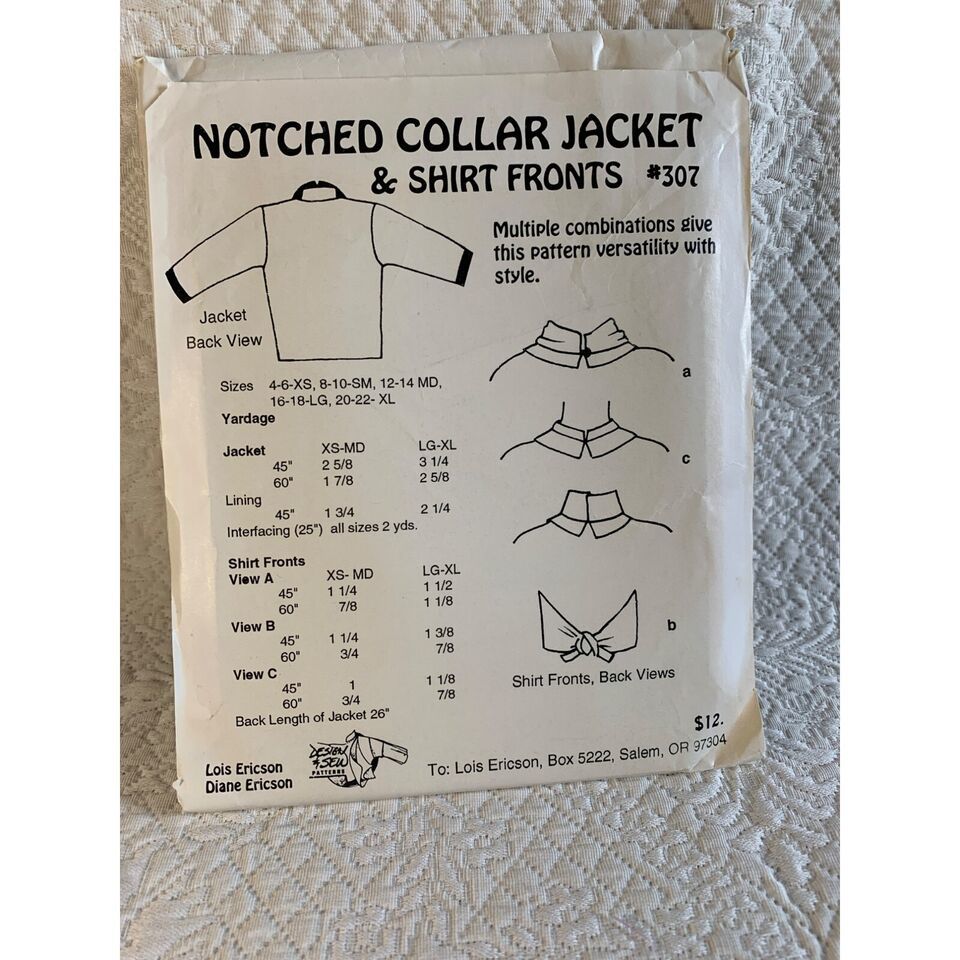 NOTCHED COLLAR JACKET
& SHIRT FRONTS #307
Multiple combinations give
this pattern versatility with
style.
Jacket
Back View
a
Sizes 4-6-XS, 8-10-SM, 12-14 MD,
16-18-LG, 20-22- XL
Yardage
Jacket XS-MD LG-XL
45" 2 5/8 3 1/4
60" 1 7/8 2 5/8
c
Lining
45" 1 3/4 2 1/4
Interfacing (25") all sizes 2 yds.
Shirt Fronts
View A XS- MD LG-XL
45" 1 1/4 1 1/2
60" 7/8 1 1/8
View B
45" 1 1/4 1 3/8
60" 3/4 7/8
b
View C
45" 1 1 1/8
60" 3/4 7/8
Shirt Fronts, Back Views
Back Length of Jacket 26"
$12.
Lois Ericson
Diane Ericson
DESIGN
& SEW
PATTERNS
To: Lois Ericson, Box 5222, Salem, OR 97304